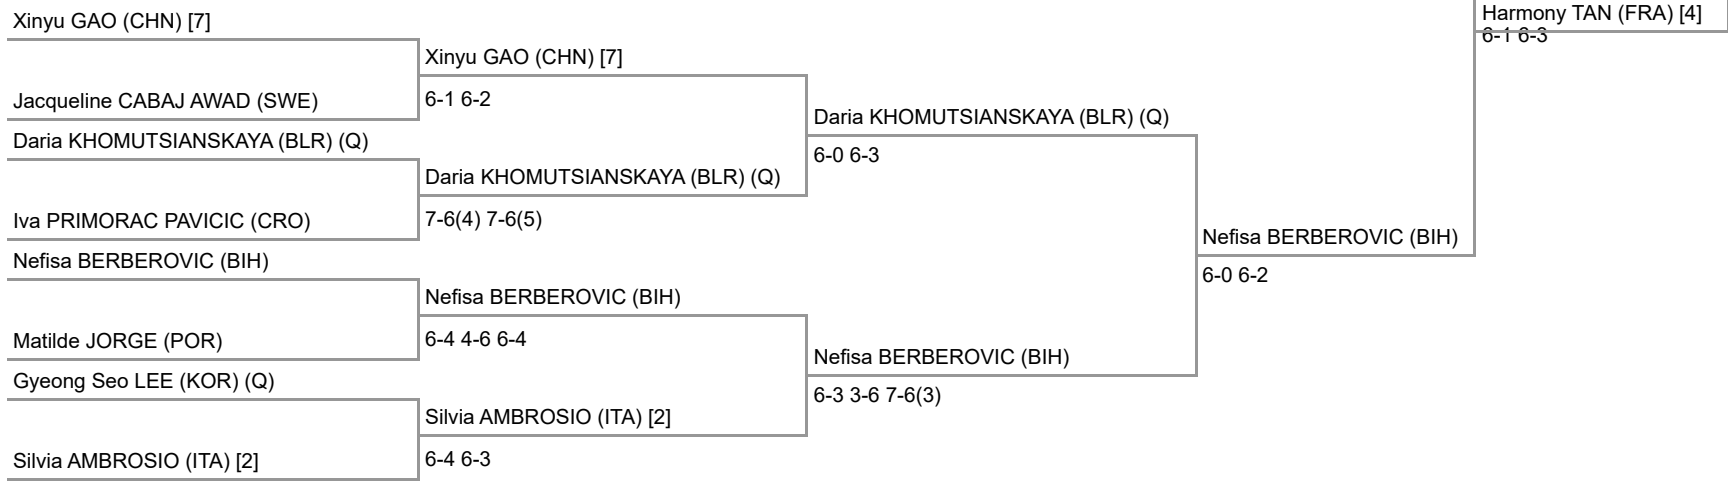 Xinyu GAO (CHN) [7]
Jacqueline CABAJ AWAD (SWE)
Daria KHOMUTSIANSKAYA (BLR) (Q)
Iva PRIMORAC PAVICIC (CRO)
Nefisa BERBEROVIC (BIH)
Matilde JORGE (POR)
Gyeong Seo LEE (KOR) (Q)
Silvia AMBROSIO (ITA) [2]
Xinyu GAO (CHN) [7]
6-1 6-2
Daria KHOMUTSIANSKAYA (BLR) (Q)
7-6(4) 7-6(5)
Nefisa BERBEROVIC (BIH)
6-4 4-6 6-4
Silvia AMBROSIO (ITA) [2]
6-4 6-3
Daria KHOMUTSIANSKAYA (BLR) (Q)
6-0 6-3
Nefisa BERBEROVIC (BIH)
6-3 3-6 7-6(3)
Nefisa BERBEROVIC (BIH)
6-0 6-2
Harmony TAN (FRA) [4]
6-1 6-3